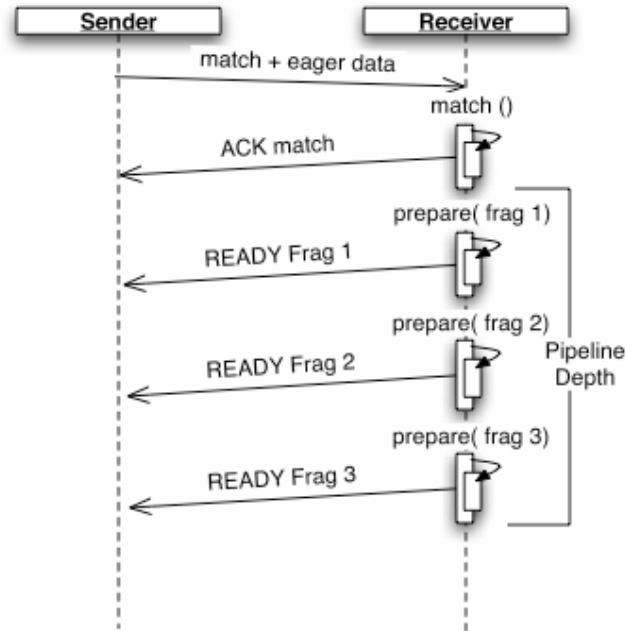 Sender
Receiver
match + eager data
match ()
ACK match
prepare( frag 1)
READY Frag 1
prepare( frag 2)
READY Frag 2
Pipeline
Depth
prepare( frag 3)
READY Frag 3